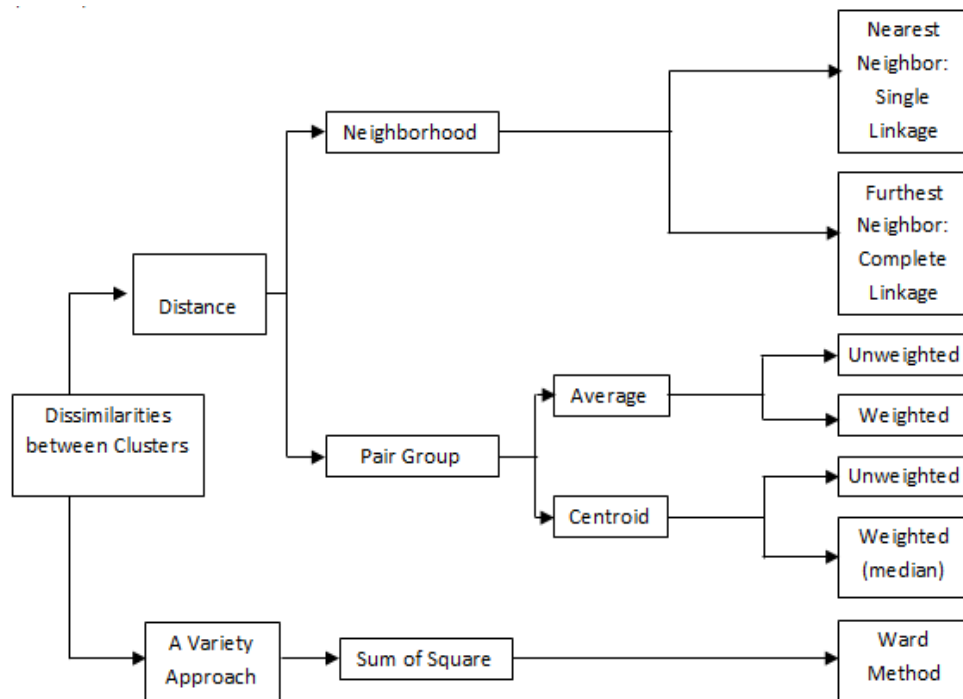 Nearest
Neighbor:
Single
Linkage
Neighborhood
Furthest
Neighbor:
Complete
Linkage
Distance
Unweighted
Average
Dissimilarities
between Clusters
Weighted
Pair Group
Unweighted
Centroid
Weighted
(median)
A Variety
Approach
Sum of Square
Ward
Method